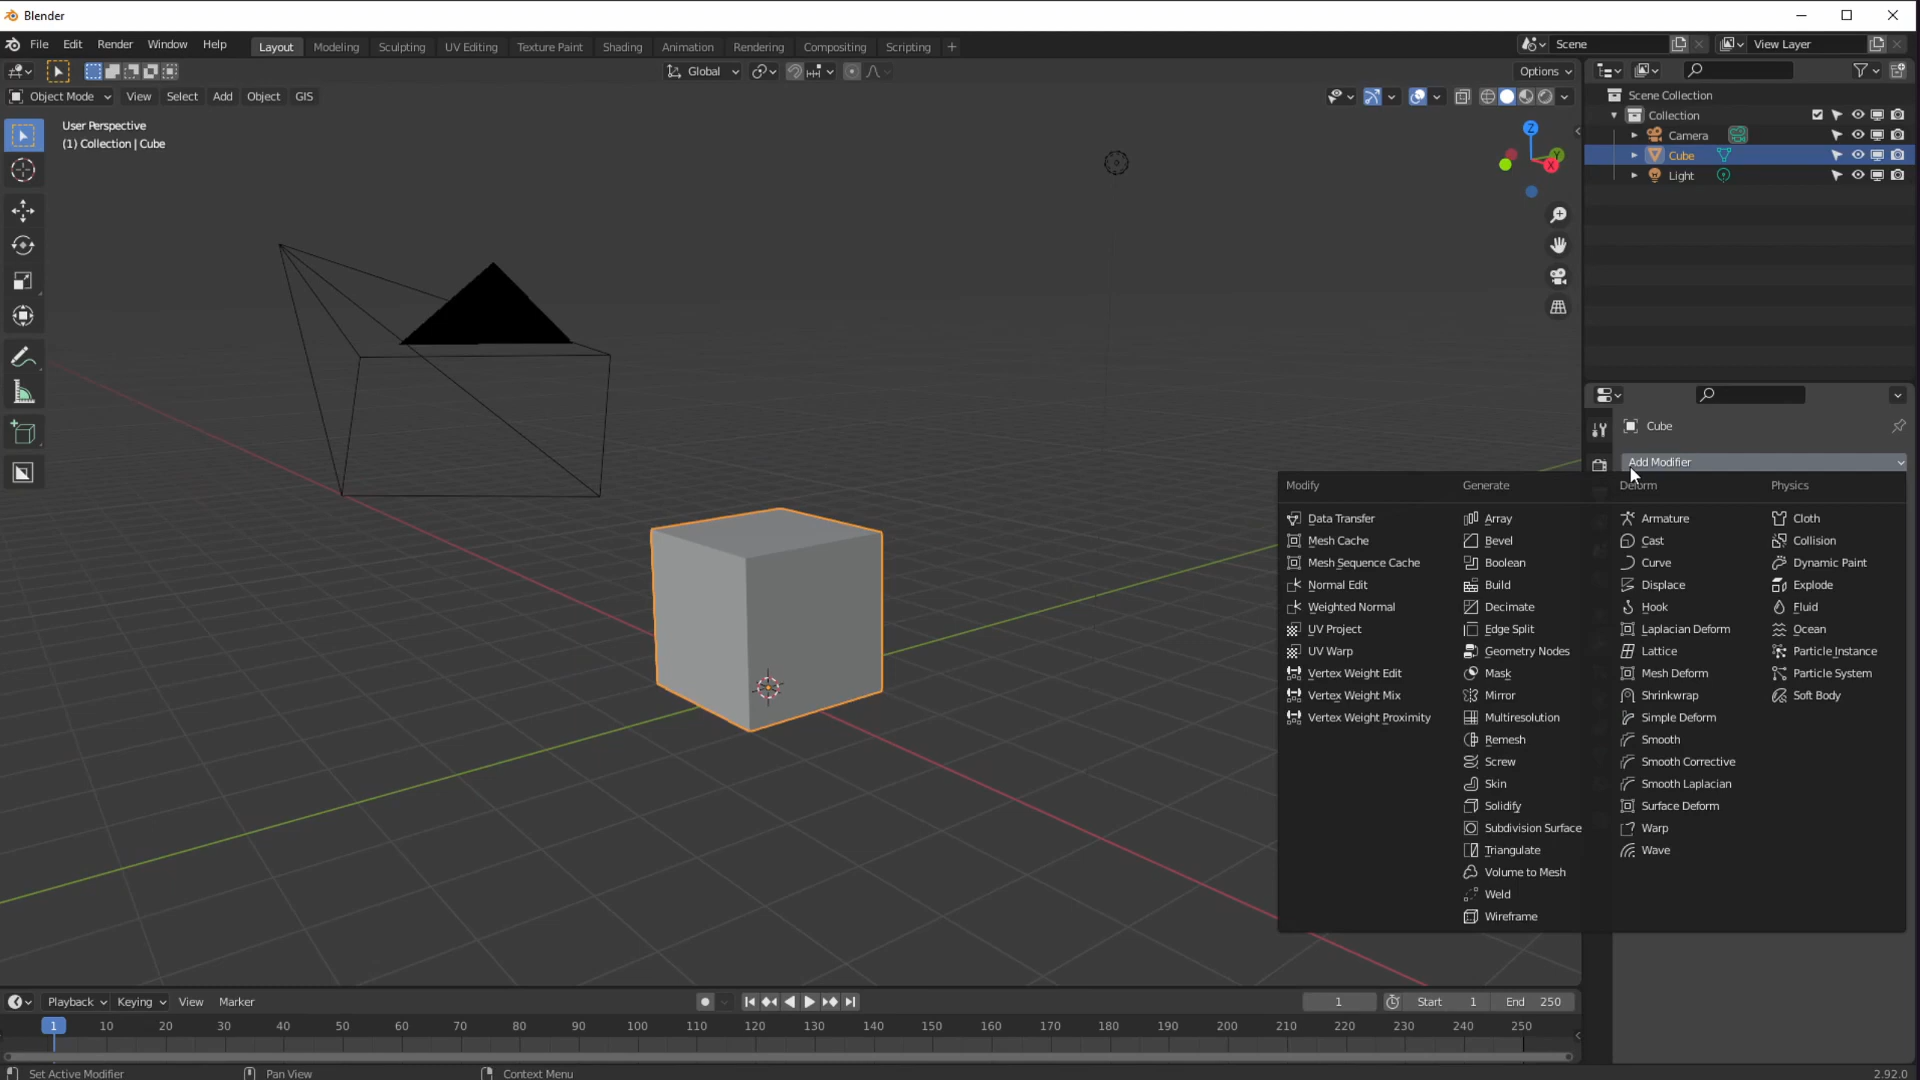 Blender
File Edit Render Window Help Layout Modeling Sculpting UV Editing Texture Paint Shading Animation Rendering Compositing Scripting + Scene View Layer
Global Options
Object Mode View Select Add Object GIS
User Perspective
(1) Collection | Cube
Z
Y
X
Scene Collection
Collection
Camera
Cube
Light
Cube
Add Modifier
Modify
Data Transfer
Mesh Cache
Mesh Sequence Cache
Normal Edit
Weighted Normal
UV Project
UV Warp
Vertex Weight Edit
Vertex Weight Mix
Vertex Weight Proximity
Generate
Array
Bevel
Boolean
Build
Decimate
Edge Split
Geometry Nodes
Mask
Mirror
Multiresolution
Remesh
Screw
Skin
Solidify
Subdivision Surface
Triangulate
Volume to Mesh
Weld
Wireframe
Deform
Armature
Cast
Curve
Displace
Hook
Laplacian Deform
Lattice
Mesh Deform
Shrinkwrap
Simple Deform
Smooth
Smooth Corrective
Smooth Laplacian
Surface Deform
Warp
Wave
Physics
Cloth
Collision
Dynamic Paint
Explode
Fluid
Ocean
Particle Instance
Particle System
Soft Body
Playback Keying View Marker 1 Start 1 End 250
1 10 20 30 40 50 60 70 80 90 100 110 120 130 140 150 160 170 180 190 200 210 220 230 240 250
Set Active Modifier Pan View Context Menu 2.92.0